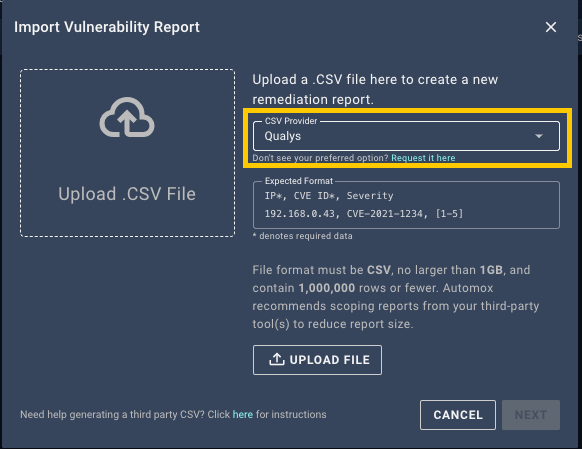 Import Vulnerability Report
Upload .CSV File
Upload a .CSV file here to create a new
remediation report.
CSV Provider
Qualys
Don't see your preferred option? Request it here
Expected Format
IP*, CVE ID*, Severity
192.168.0.43, CVE-2021-1234, [1-5]
* denotes required data
File format must be CSV, no larger than 1GB, and
contain 1,000,000 rows or fewer. Automox
recommends scoping reports from your third-party
tool(s) to reduce report size.
UPLOAD FILE
Need help generating a third party CSV? Click here for instructions
CANCEL
NEXT